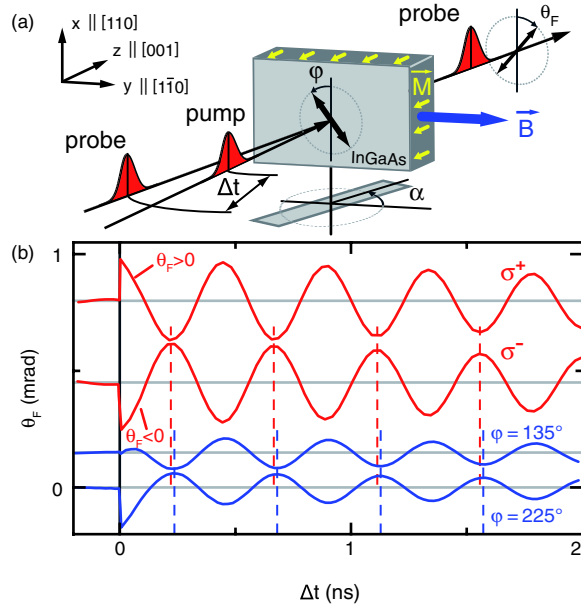 (a)
x || [110]
z || [001]
y || [11̄0]
probe
θF
φ
M
B
InGaAs
pump
probe
Δt
α
(b)
1
θF>0
σ+
σ-
θF (mrad)
θF<0
φ = 135°
0
φ = 225°
0
1
2
Δt (ns)